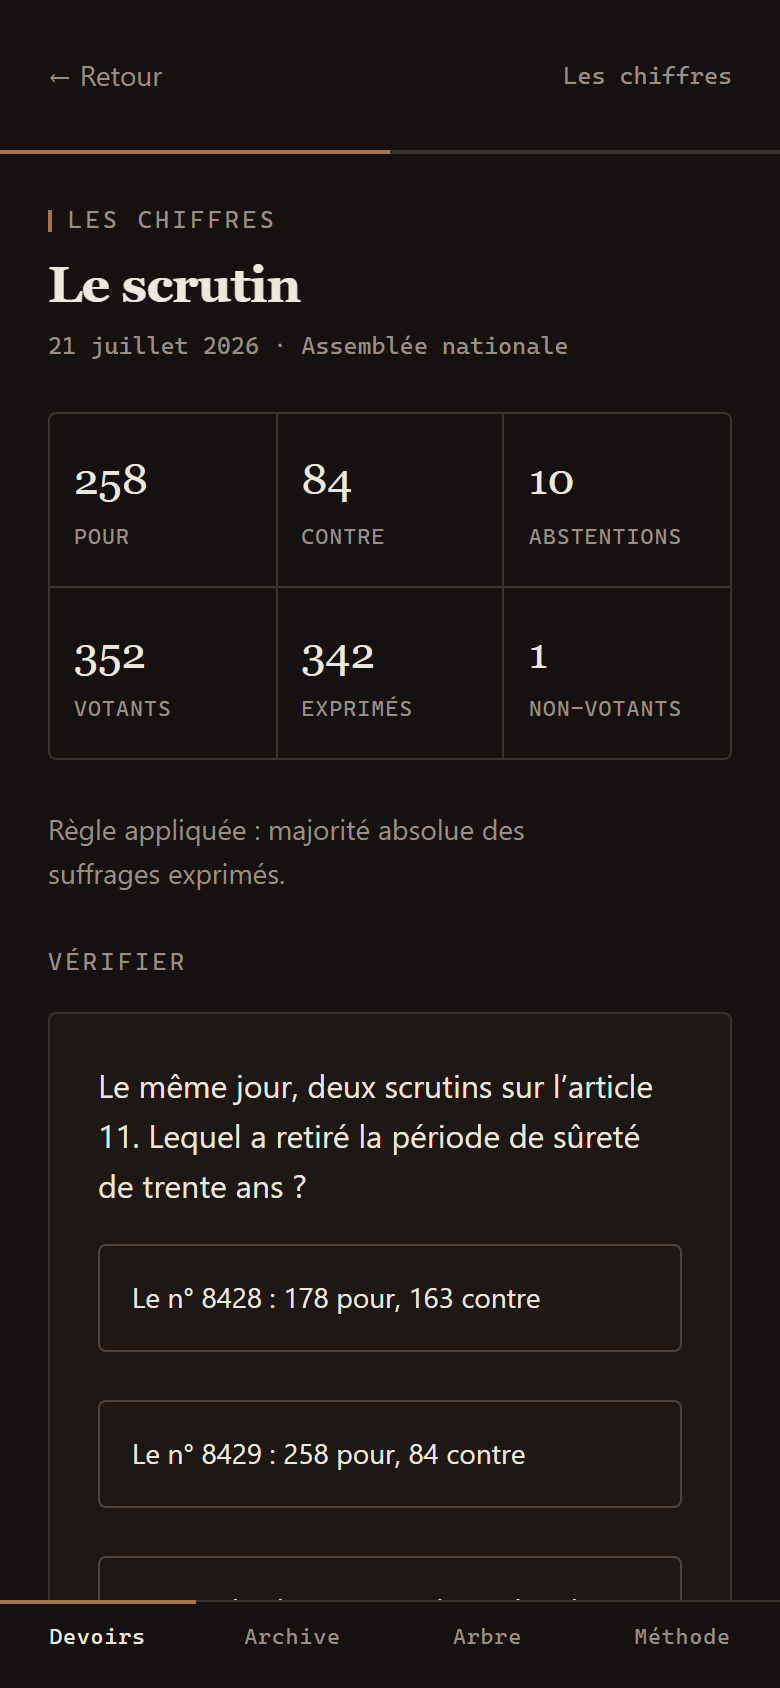 ← Retour
Les chiffres
LES CHIFFRES
Le scrutin
21 juillet 2026 · Assemblée nationale
258
POUR
84
CONTRE
10
ABSTENTIONS
352
VOTANTS
342
EXPRIMÉS
1
NON-VOTANTS
Règle appliquée : majorité absolue des
suffrages exprimés.
VÉRIFIER
Le même jour, deux scrutins sur l’article
11. Lequel a retiré la période de sûreté
de trente ans ?
Le n° 8428 : 178 pour, 163 contre
Le n° 8429 : 258 pour, 84 contre
Devoirs
Archive
Arbre
Méthode